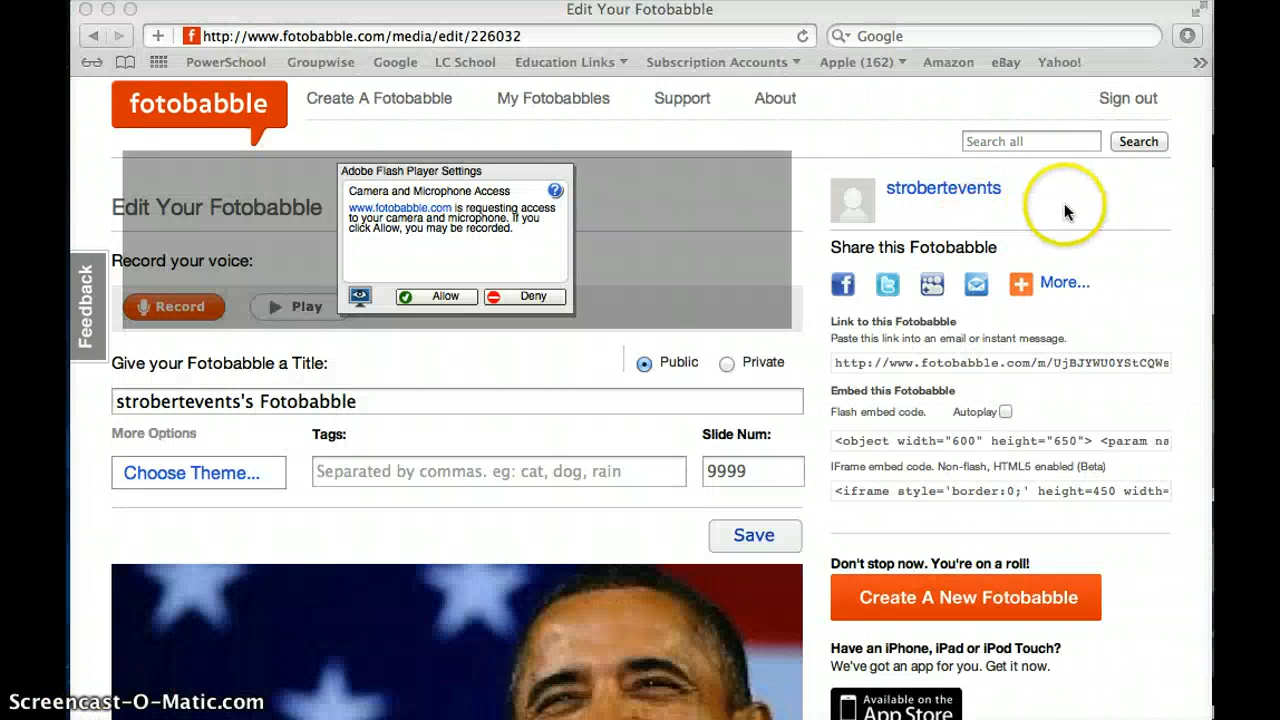 Edit Your Fotobabble
http://www.fotobabble.com/media/edit/226032
Google
PowerSchool Groupwise Google LC School Education Links Subscription Accounts Apple (162) Amazon eBay Yahoo!
fotobabble
Create A Fotobabble My Fotobabbles Support About Sign out
Search all Search
Adobe Flash Player Settings
Camera and Microphone Access
www.fotobabble.com is requesting access
to your camera and microphone. If you
click Allow, you may be recorded.
Allow Deny
Edit Your Fotobabble
Record your voice:
Record Play
Feedback
Give your Fotobabble a Title:
Public Private
strobertevents's Fotobabble
More Options Tags: Slide Num:
Choose Theme... Separated by commas. eg: cat, dog, rain 9999
Save
strobertevents
Share this Fotobabble
More...
Link to this Fotobabble
Paste this link into an email or instant message.
http://www.fotobabble.com/m/UjBJYWU0YStCQWs
Embed this Fotobabble
Flash embed code. Autoplay
<object width="600" height="650"> <param na
IFrame embed code. Non-flash, HTML5 enabled (Beta)
<iframe style='border:0;' height=450 width=
Don't stop now. You're on a roll!
Create A New Fotobabble
Have an iPhone, iPad or iPod Touch?
We've got an app for you. Get it now.
Available on the
App Store
Screencast-O-Matic.com